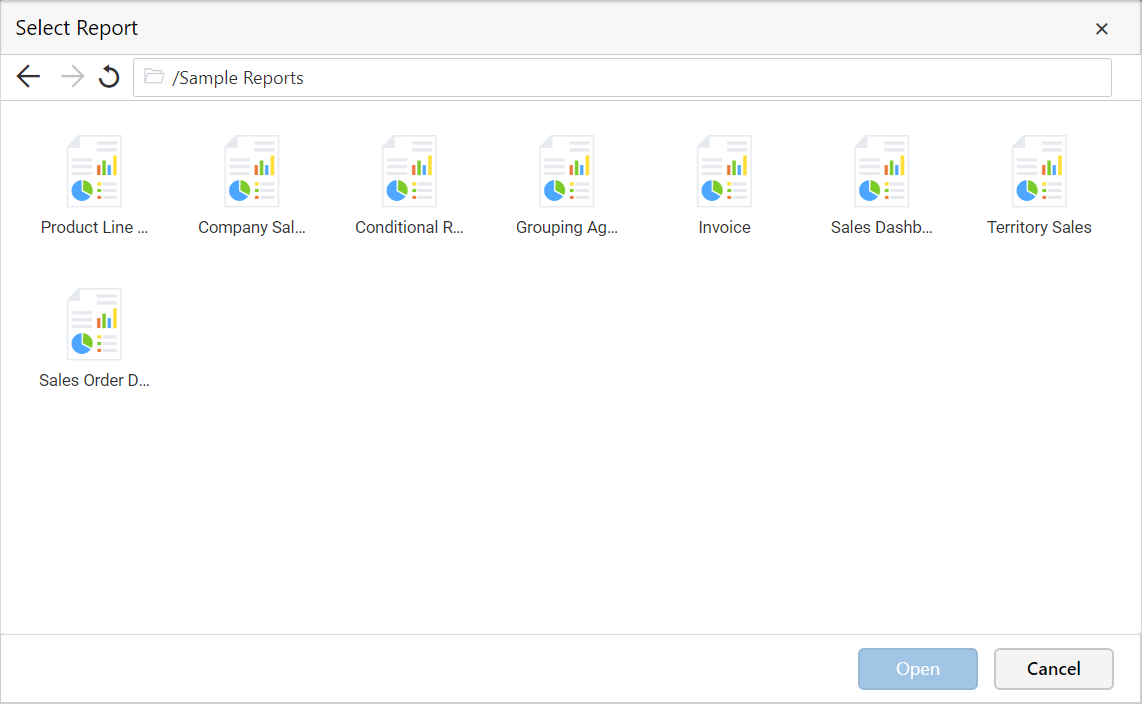 Select Report
/Sample Reports
Product Line ...
Company Sal...
Conditional R...
Grouping Ag...
Invoice
Sales Dashb...
Territory Sales
Sales Order D...
Open
Cancel